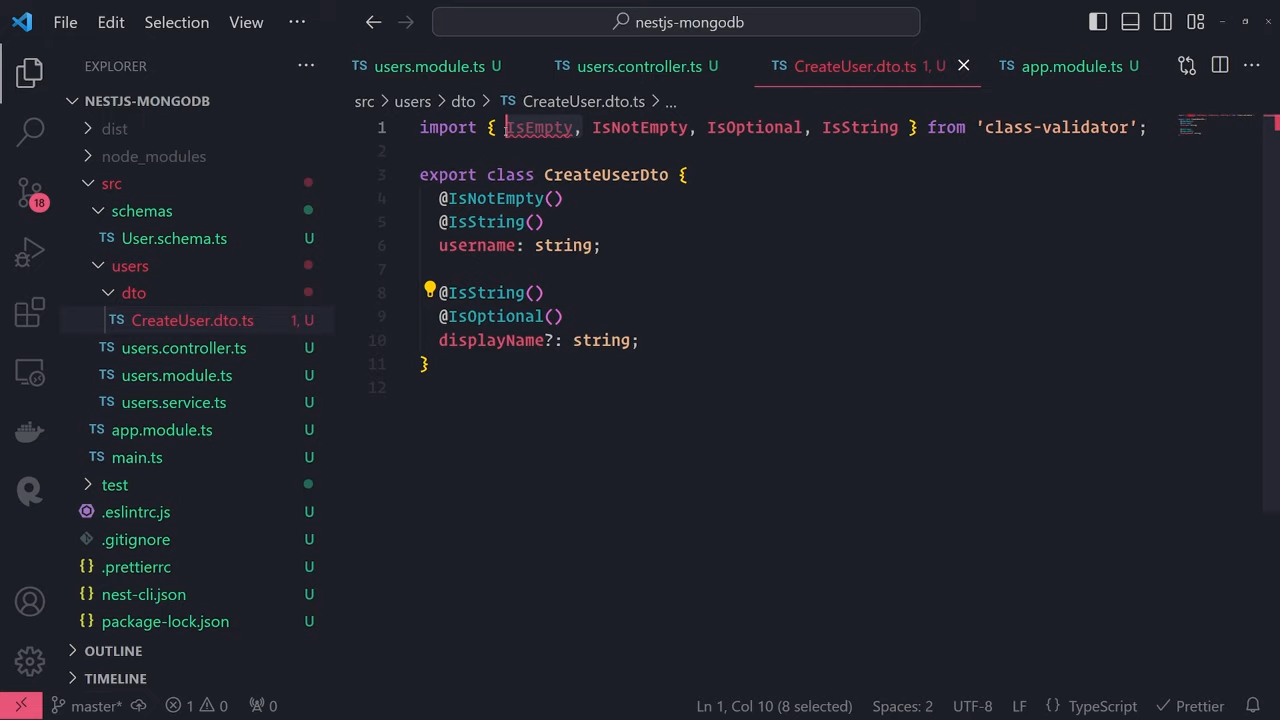 File Edit Selection View ··· nestjs-mongodb
EXPLORER ···
users.module.ts U users.controller.ts U TS CreateUser.dto.ts 1, U TS app.module.ts U ···
src > users > dto > TS CreateUser.dto.ts > ...
NESTJS-MONGODB
dist
node_modules
src
schemas
TS User.schema.ts U
users
dto
TS CreateUser.dto.ts 1, U
TS users.controller.ts U
TS users.module.ts U
TS users.service.ts U
TS app.module.ts U
TS main.ts U
test
.eslintrc.js U
.gitignore U
{} .prettierrc U
{} nest-cli.json U
{} package-lock.json U
OUTLINE
TIMELINE
18
1 import { IsEmpty, IsNotEmpty, IsOptional, IsString } from 'class-validator';
2
3 export class CreateUserDto {
4 @IsNotEmpty()
5 @IsString()
6 username: string;
7
8 @IsString()
9 @IsOptional()
10 displayName?: string;
11 }
12
master* 1 0 0 Ln 1, Col 10 (8 selected) Spaces: 2 UTF-8 LF {} TypeScript Prettier